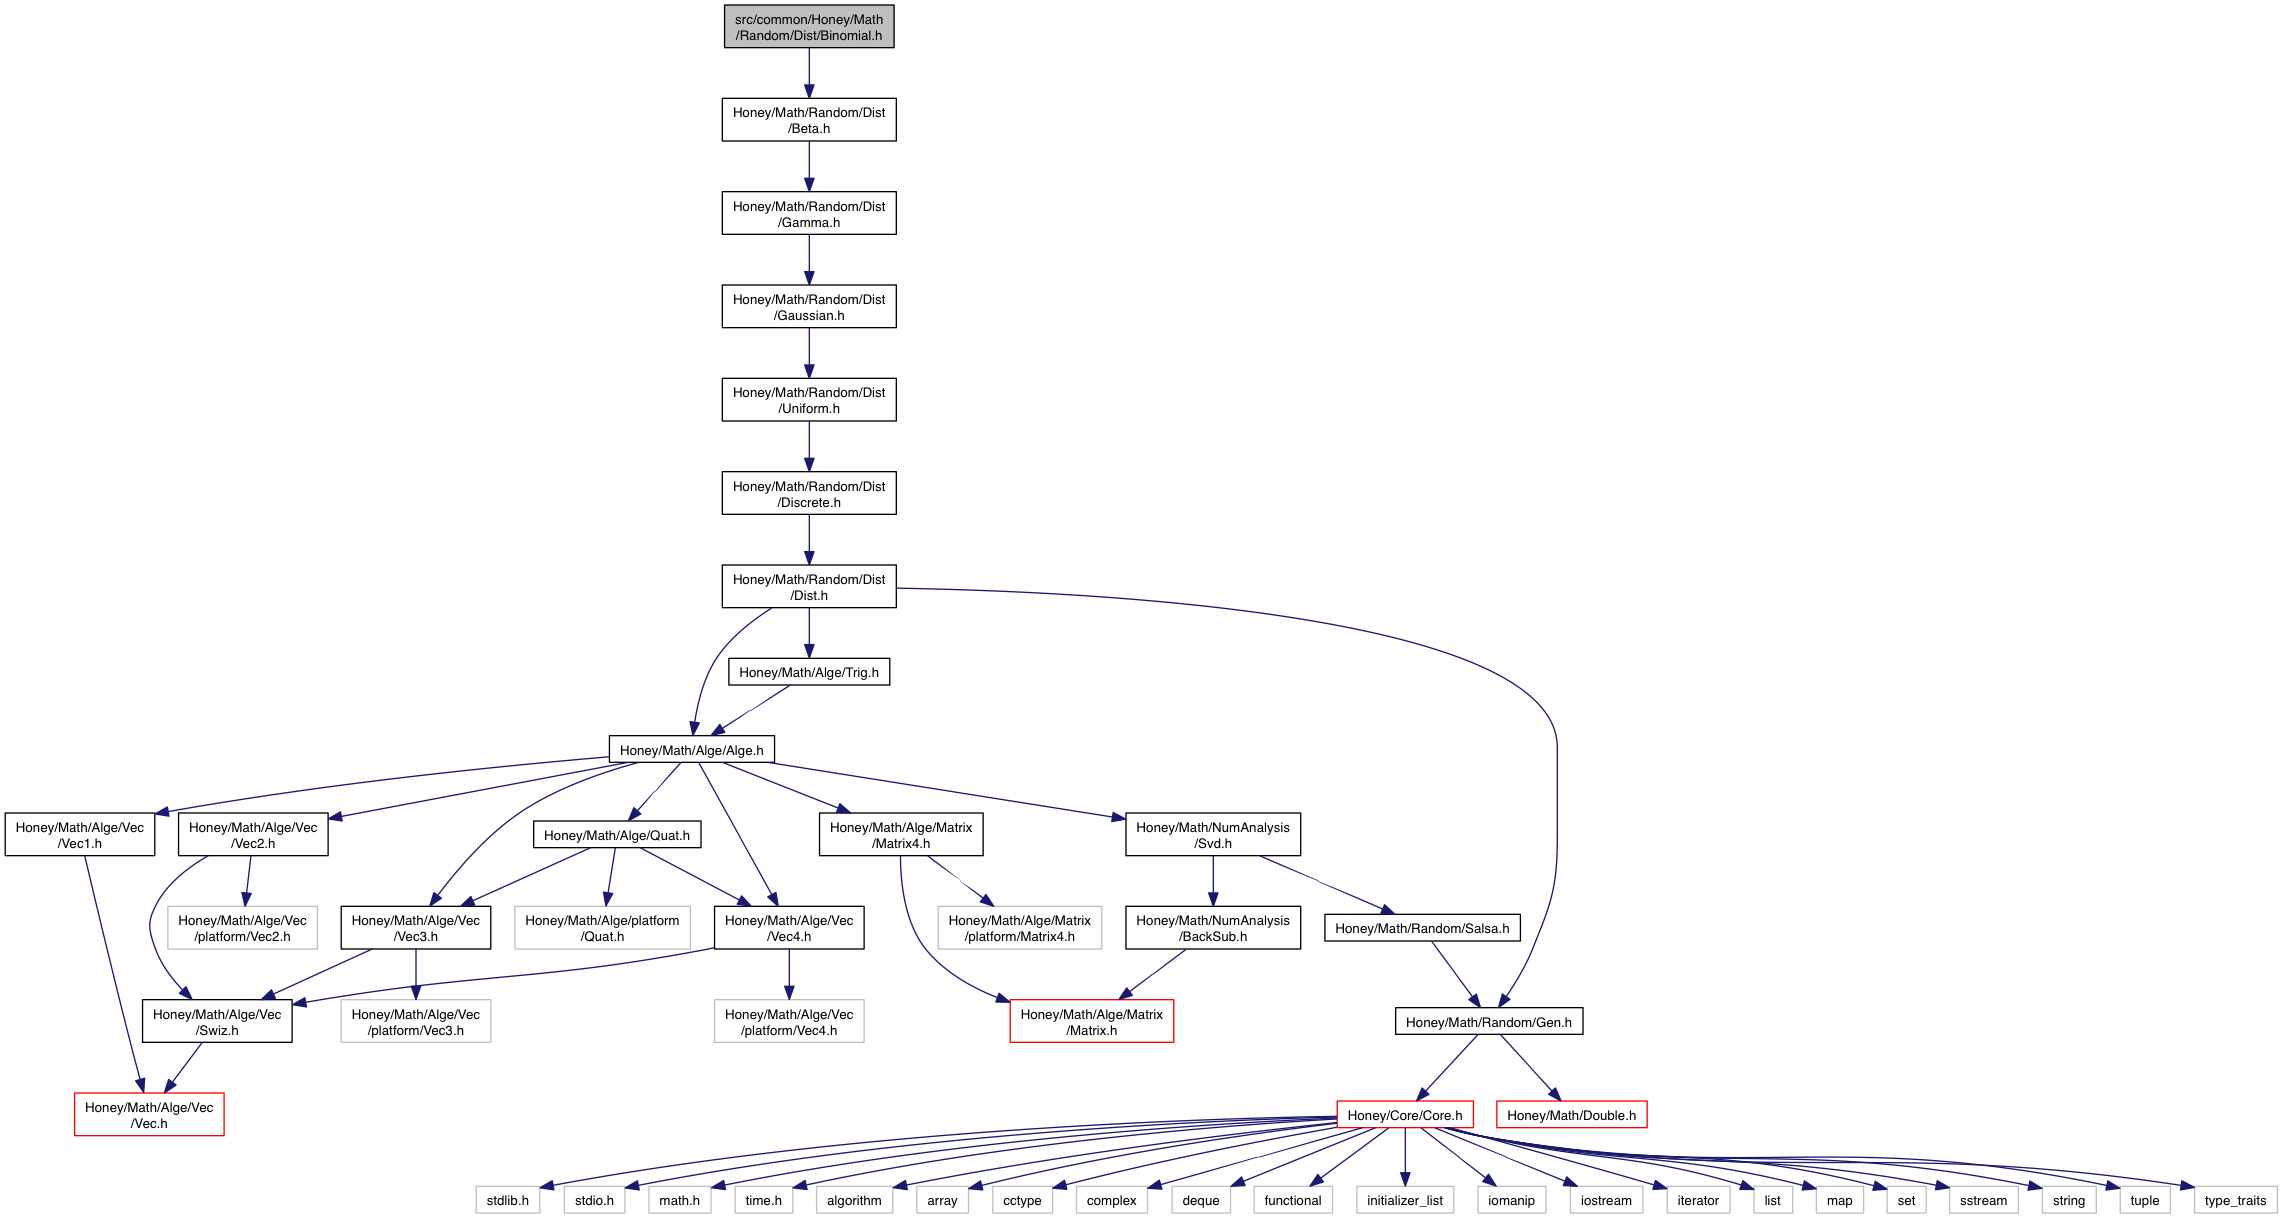 src/common/Honey/Math
/Random/Dist/Binomial.h
Honey/Math/Random/Dist
/Beta.h
Honey/Math/Random/Dist
/Gamma.h
Honey/Math/Random/Dist
/Gaussian.h
Honey/Math/Random/Dist
/Uniform.h
Honey/Math/Random/Dist
/Discrete.h
Honey/Math/Random/Dist
/Dist.h
Honey/Math/Alge/Trig.h
Honey/Math/Alge/Alge.h
Honey/Math/Alge/Vec
/Vec1.h
Honey/Math/Alge/Vec
/Vec2.h
Honey/Math/Alge/Quat.h
Honey/Math/Alge/Matrix
/Matrix4.h
Honey/Math/NumAnalysis
/Svd.h
Honey/Math/Alge/Vec
/platform/Vec2.h
Honey/Math/Alge/Vec
/Vec3.h
Honey/Math/Alge/platform
/Quat.h
Honey/Math/Alge/Vec
/Vec4.h
Honey/Math/Alge/Matrix
/platform/Matrix4.h
Honey/Math/NumAnalysis
/BackSub.h
Honey/Math/Random/Salsa.h
Honey/Math/Alge/Vec
/Swiz.h
Honey/Math/Alge/Vec
/platform/Vec3.h
Honey/Math/Alge/Vec
/platform/Vec4.h
Honey/Math/Alge/Matrix
/Matrix.h
Honey/Math/Random/Gen.h
Honey/Math/Alge/Vec
/Vec.h
Honey/Core/Core.h
Honey/Math/Double.h
stdlib.h
stdio.h
math.h
time.h
algorithm
array
cctype
complex
deque
functional
initializer_list
iomanip
iostream
iterator
list
map
set
sstream
string
tuple
type_traits